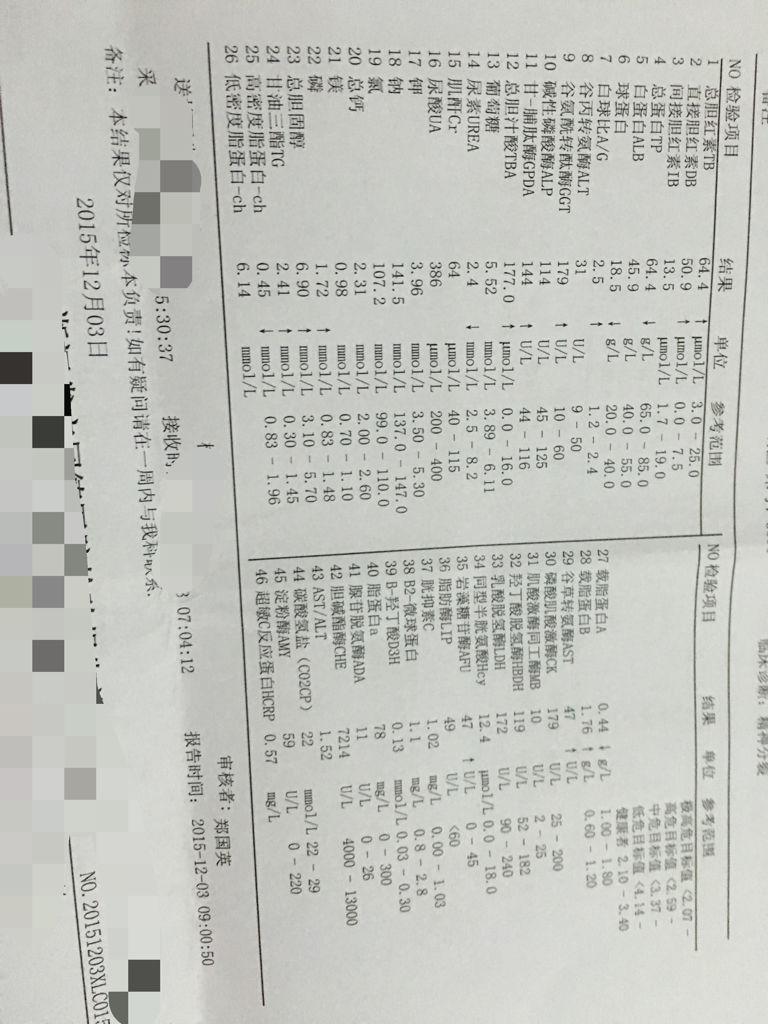 备注
临床诊断：精神分裂
NO 检验项目 结果 单位 参考范围
1 总胆红素TB 64.4 ↑ μmol/L 3.0 - 25.0
2 直接胆红素DB 50.9 ↑ μmol/L 0.0 - 7.5
3 间接胆红素IB 13.5 μmol/L 1.7 - 19.0
4 总蛋白TP 64.4 ↓ g/L 65.0 - 85.0
5 白蛋白ALB 45.9 g/L 40.0 - 55.0
6 球蛋白 18.5 ↓ g/L 20.0 - 40.0
7 白球比A/G 2.5 ↑ 1.2 - 2.4
8 谷丙转氨酶ALT 31 U/L 9 - 50
9 谷氨酰转酞酶GGT 179 ↑ U/L 10 - 60
10 碱性磷酸酶ALP 114 U/L 45 - 125
11 甘-脯肽酶GPDA 144 ↑ U/L 44 - 116
12 总胆汁酸TBA 177.0 ↑ μmol/L 0.0 - 16.0
13 葡萄糖 5.52 mmol/L 3.89 - 6.11
14 尿素UREA 2.4 ↓ mmol/L 2.5 - 8.2
15 肌酐Cr 64 μmol/L 40 - 115
16 尿酸UA 386 μmol/L 200 - 400
17 钾 3.96 mmol/L 3.50 - 5.30
18 钠 141.5 mmol/L 137.0 - 147.0
19 氯 107.2 mmol/L 99.0 - 110.0
20 总钙 2.31 mmol/L 2.00 - 2.60
21 镁 0.98 mmol/L 0.70 - 1.10
22 磷 1.72 ↑ mmol/L 0.83 - 1.48
23 总胆固醇 6.90 ↑ mmol/L 3.10 - 5.70
24 甘油三酯TG 2.41 ↑ mmol/L 0.30 - 1.45
25 高密度脂蛋白-ch 0.45 ↓ mmol/L 0.83 - 1.96
26 低密度脂蛋白-ch 6.14 mmol/L
NO 检验项目 结果 单位 参考范围
极高危目标值 <2.07 -
高危目标值 <2.59 -
中危目标值 <3.37 -
低危目标值 <4.14 -
健康者 2.10 - 3.40
27 载脂蛋白A 0.44 ↓ g/L 1.00 - 1.80
28 载脂蛋白B 1.76 ↑ g/L 0.60 - 1.20
29 谷草转氨酶AST 47 ↑ U/L
30 磷酸肌酸激酶CK 179 U/L 25 - 200
31 肌酸激酶同工酶MB 10 U/L 2 - 25
32 羟丁酸脱氢酶HBDH 119 U/L 52 - 182
33 乳酸脱氢酶LDH 172 U/L 90 - 240
34 同型半胱氨酸Hcy 12.4 μmol/L 0.0 - 18.0
35 岩藻糖苷酶AFU 47 ↑ U/L 0 - 45
36 脂肪酶LIP 49 U/L <60
37 胱抑素C 1.02 mg/L 0.00 - 1.03
38 B2-微球蛋白 1.1 mg/L 0.8 - 2.8
39 B-羟丁酸D3H 0.13 mmol/L 0.03 - 0.30
40 脂蛋白a 78 mg/L 0 - 300
41 腺苷脱氨酶ADA 11 U/L 0 - 26
42 胆碱酯酶CHE 7214 U/L 4000 - 13000
43 AST/ALT 1.52
44 碳酸氢盐（CO2CP） 22 mmol/L 22 - 29
45 淀粉酶AMY 59 U/L 0 - 220
46 超敏C反应蛋白HCRP 0.57 mg/L
审核者：郑国英
送
采 5:30:37 接收时 07:04:12 报告时间：2015-12-03 09:00:50
备注：本结果仅对所检标本负责!如有疑问请在一周内与我科联系.
2015年12月03日
NO. 20151203XLC015